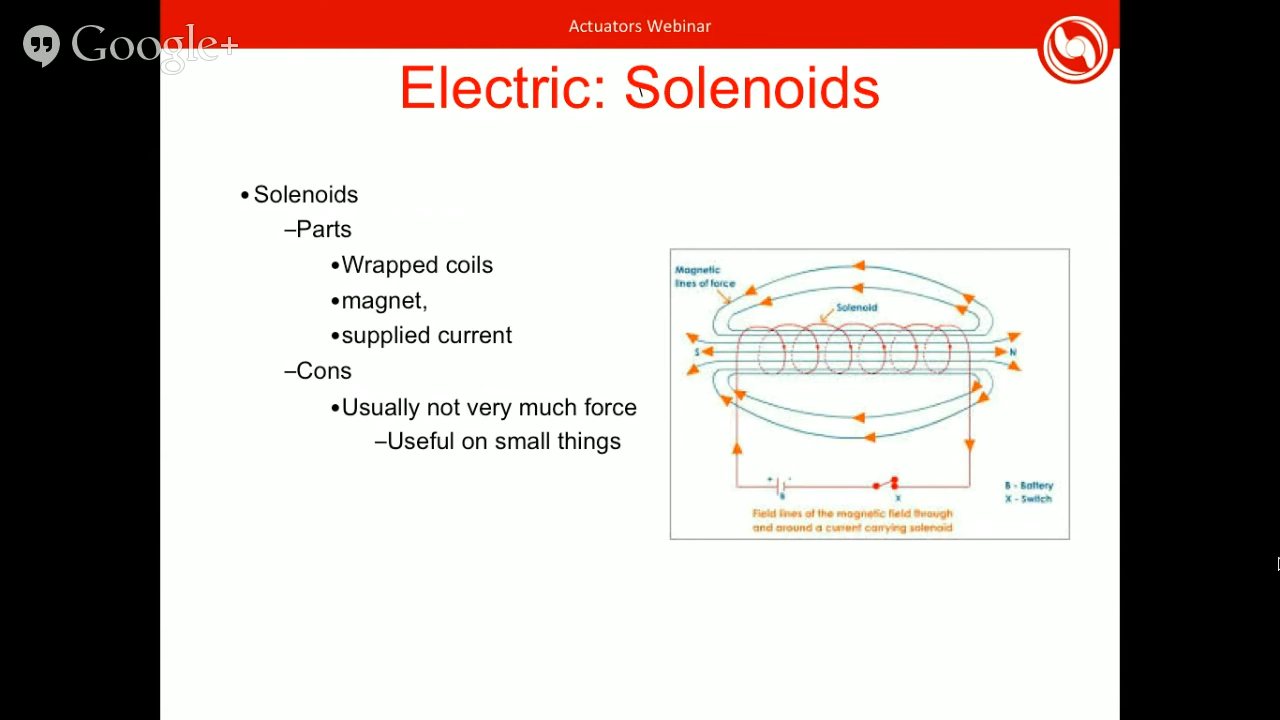 Google+
Actuators Webinar
Electric: Solenoids
•Solenoids
–Parts
•Wrapped coils
•magnet,
•supplied current
–Cons
•Usually not very much force
–Useful on small things
Magnetic
lines of force
Solenoid
S
N
+ -
B
X
B - Battery
X - Switch
Field lines of the magnetic field through
and around a current carrying solenoid